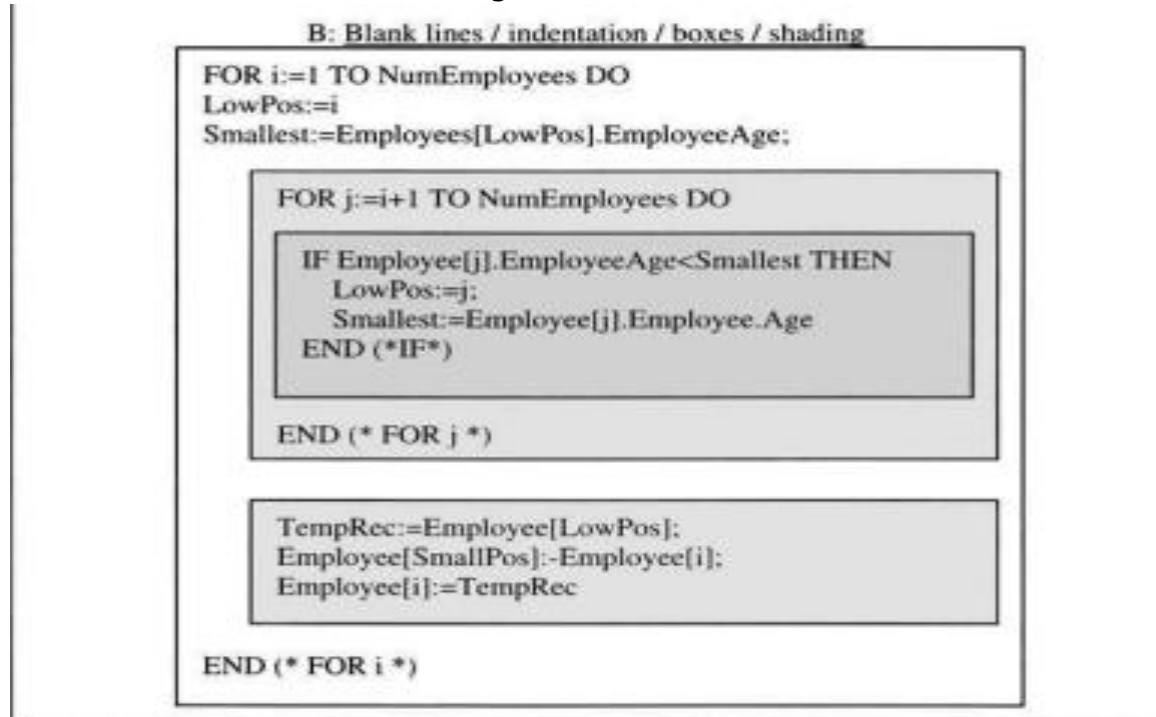 B: Blank lines / indentation / boxes / shading
FOR i:=1 TO NumEmployees DO
LowPos:=i
Smallest:=Employees[LowPos].EmployeeAge;
FOR j:=i+1 TO NumEmployees DO
IF Employee[j].EmployeeAge<Smallest THEN
LowPos:=j;
Smallest:=Employee[j].Employee.Age
END (*IF*)
END (* FOR j *)
TempRec:=Employee[LowPos];
Employee[SmallPos]:-Employee[i];
Employee[i]:=TempRec
END (* FOR i *)